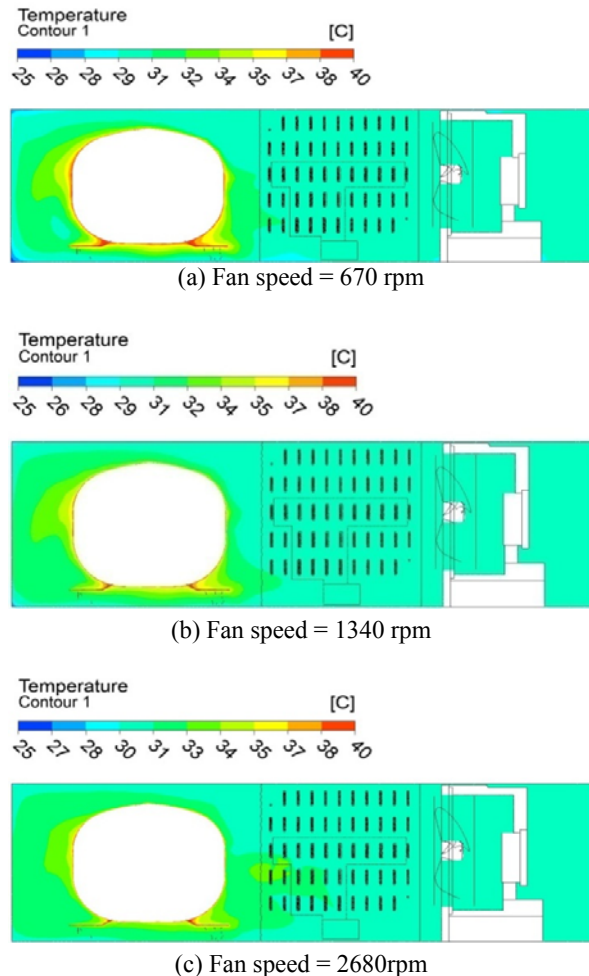 Temperature
Contour 1 [C]
25 26 28 29 31 32 34 35 37 38 40
(a) Fan speed = 670 rpm
Temperature
Contour 1 [C]
25 26 28 29 31 32 34 35 37 38 40
(b) Fan speed = 1340 rpm
Temperature
Contour 1 [C]
25 27 28 30 31 33 34 35 37 38 40
(c) Fan speed = 2680rpm